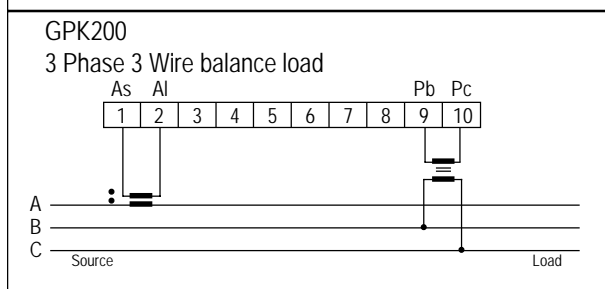 GPK200
3 Phase 3 Wire balance load
As Al Pb Pc
1 2 3 4 5 6 7 8 9 10
A
B
C
Source Load